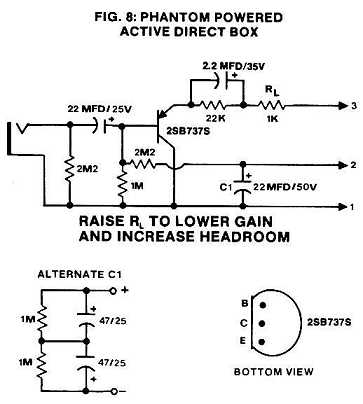 FIG. 8: PHANTOM POWERED
ACTIVE DIRECT BOX
2.2 MFD/35V
+
R_L
22 MFD/25V
+
2SB737S
22K
1K
3
2M2
2M2
2
1M
C1
+
22 MFD/50V
1
RAISE R_L TO LOWER GAIN
AND INCREASE HEADROOM
ALTERNATE C1
+
1M
+
47/25
1M
47/25
+
−
B
C
E
2SB737S
BOTTOM VIEW